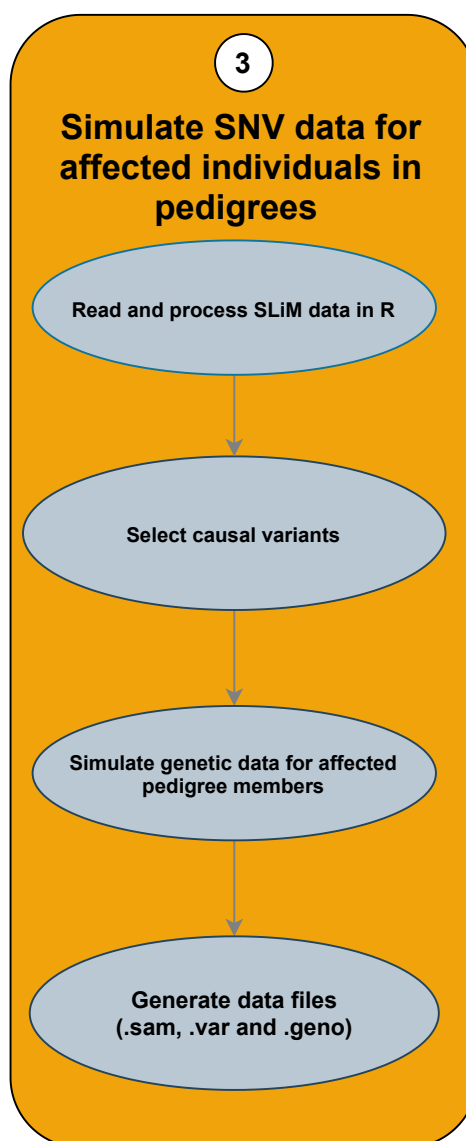 3
Simulate SNV data for
affected individuals in
pedigrees
Read and process SLiM data in R
Select causal variants
Simulate genetic data for affected
pedigree members
Generate data files
(.sam, .var and .geno)